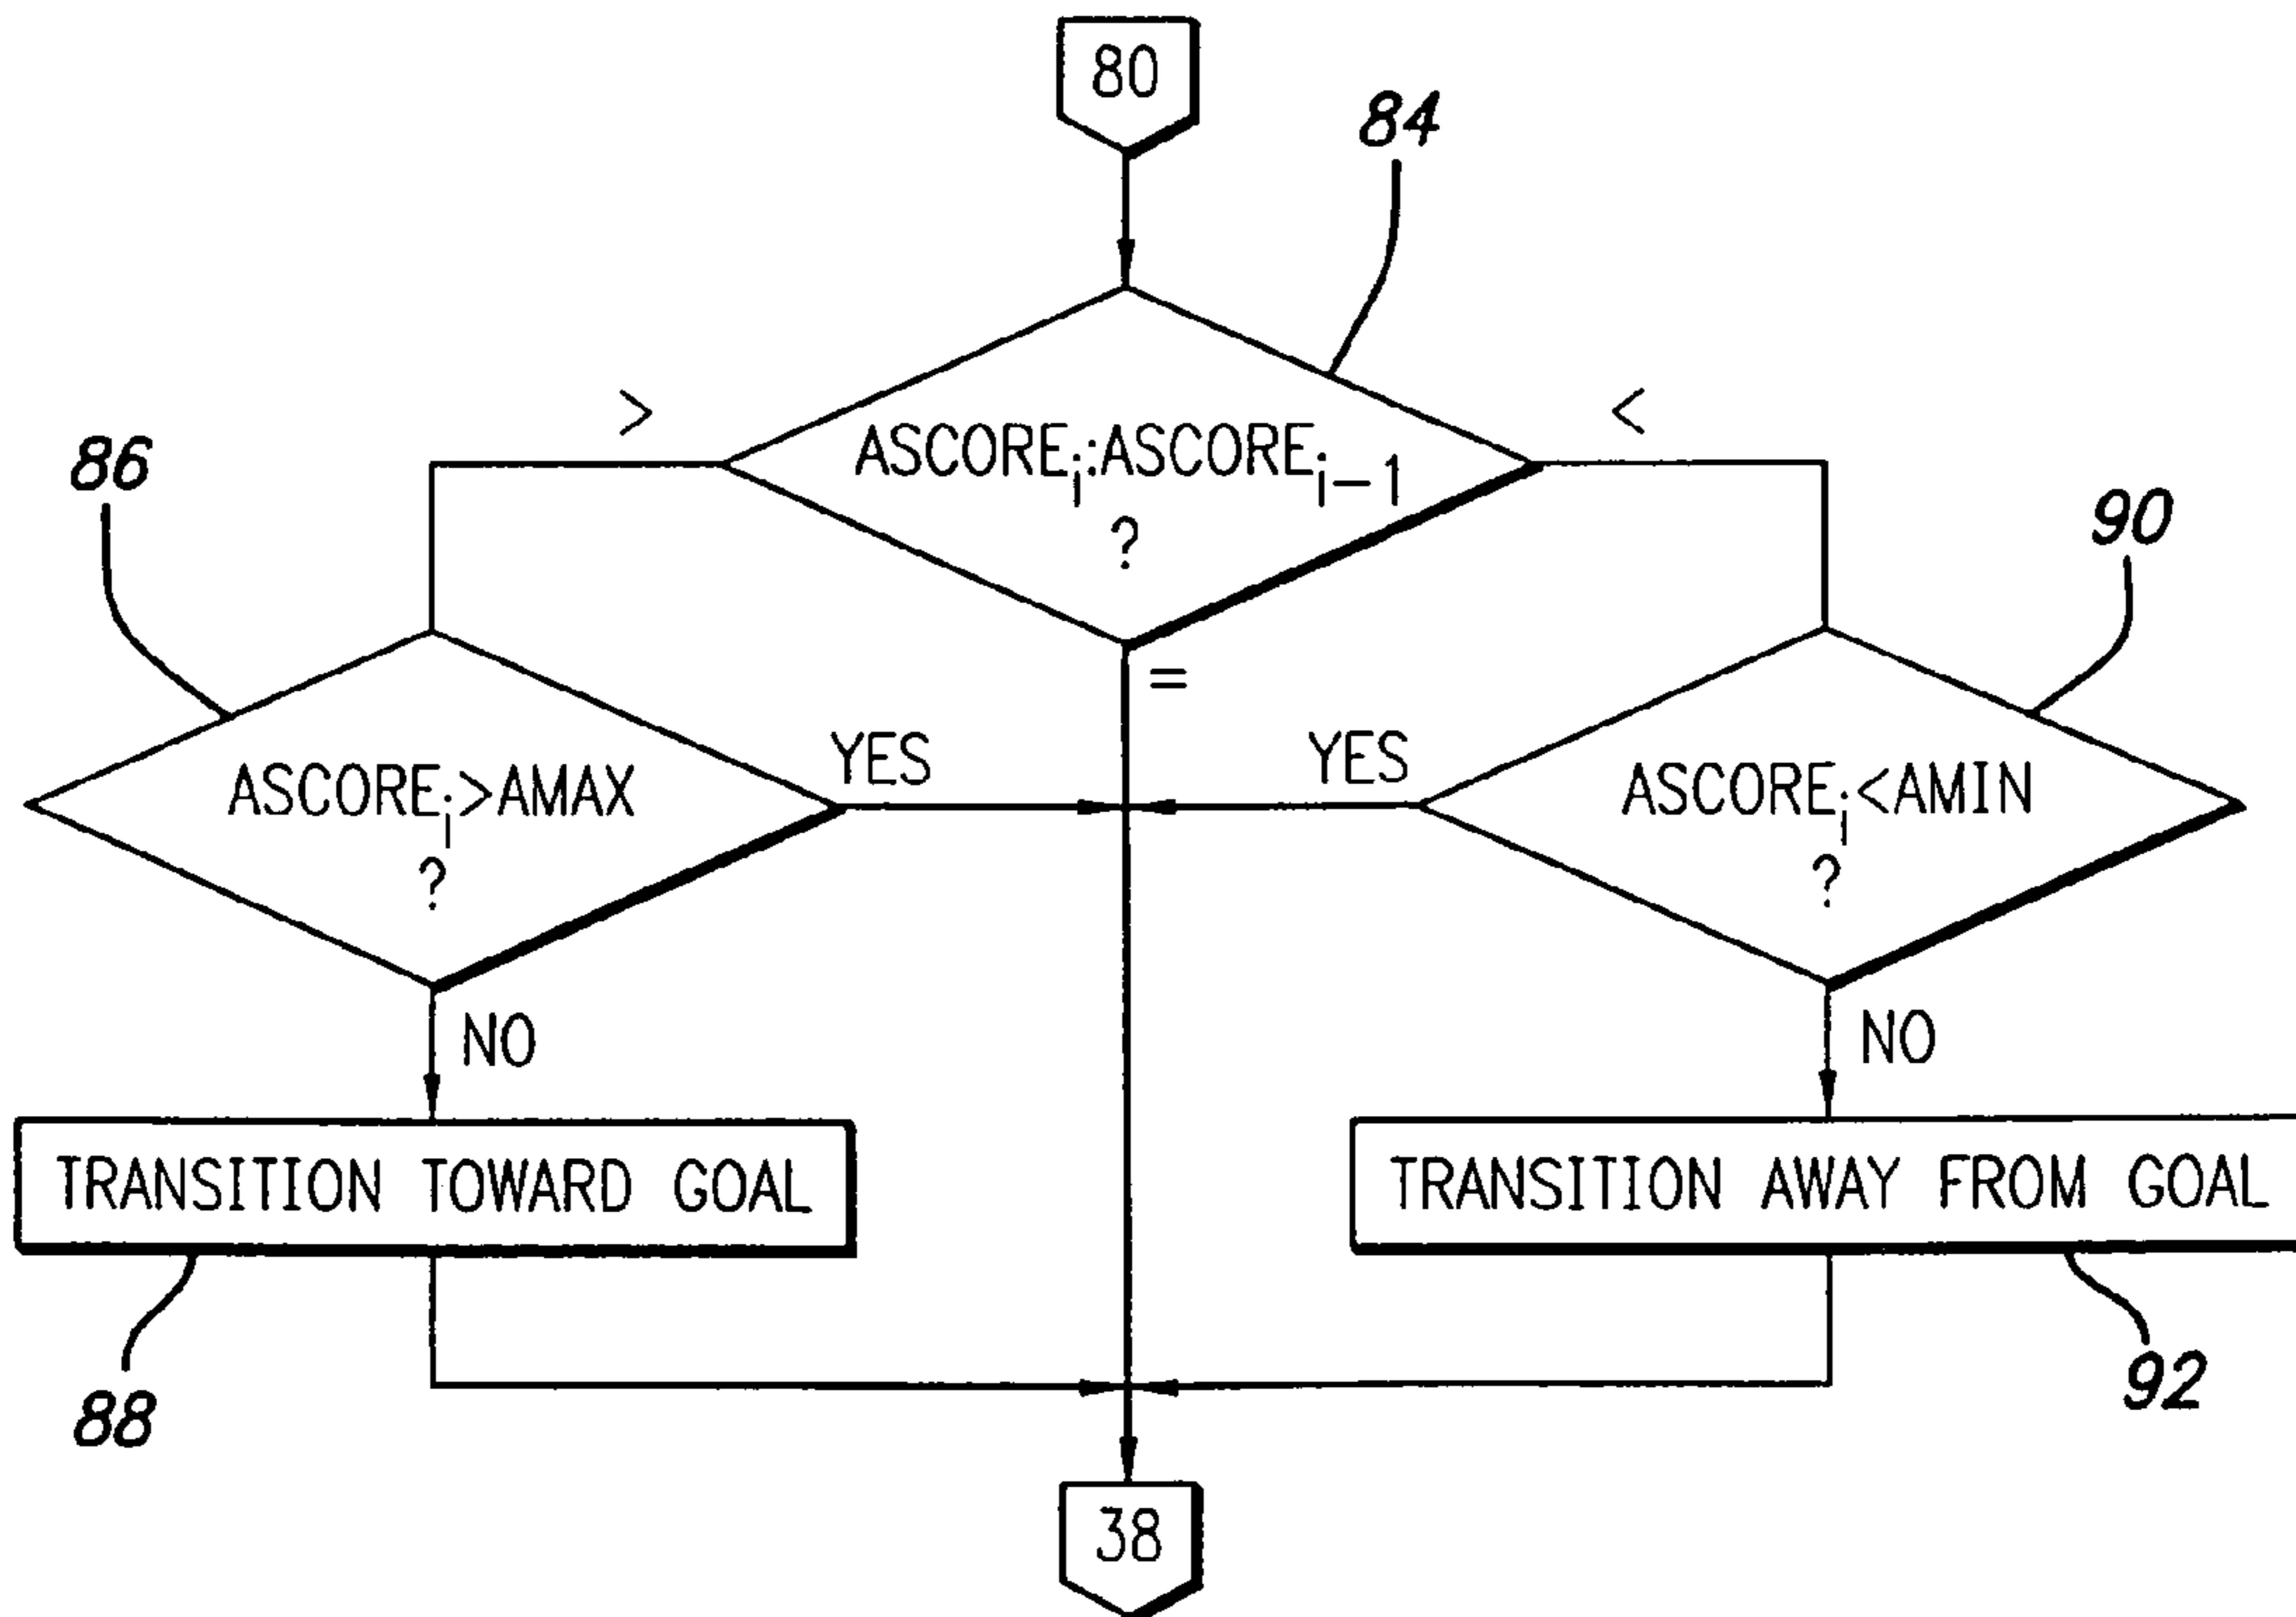 80
84
>
<
86
ASCOREi:ASCOREi-1
?
90
=
YES
YES
ASCOREi>AMAX
?
ASCOREi<AMIN
?
NO
NO
TRANSITION TOWARD GOAL
TRANSITION AWAY FROM GOAL
88
92
38